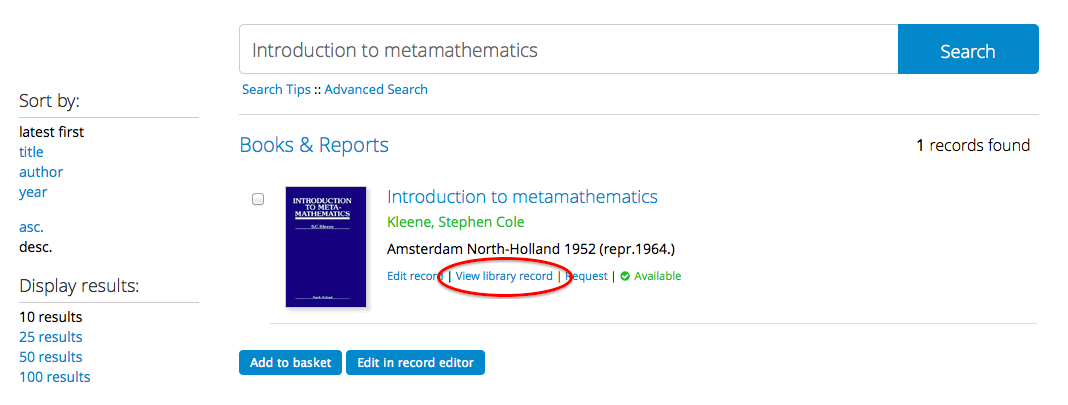 Introduction to metamathematics
Search
Search Tips :: Advanced Search
Sort by:
latest first
title
author
year
asc.
desc.
Display results:
10 results
25 results
50 results
100 results
Books & Reports
1 records found
INTRODUCTION
TO META-
MATHEMATICS
S.C. Kleene
North-Holland
Introduction to metamathematics
Kleene, Stephen Cole
Amsterdam North-Holland 1952 (repr.1964.)
Edit record | View library record | Request | Available
Add to basket
Edit in record editor